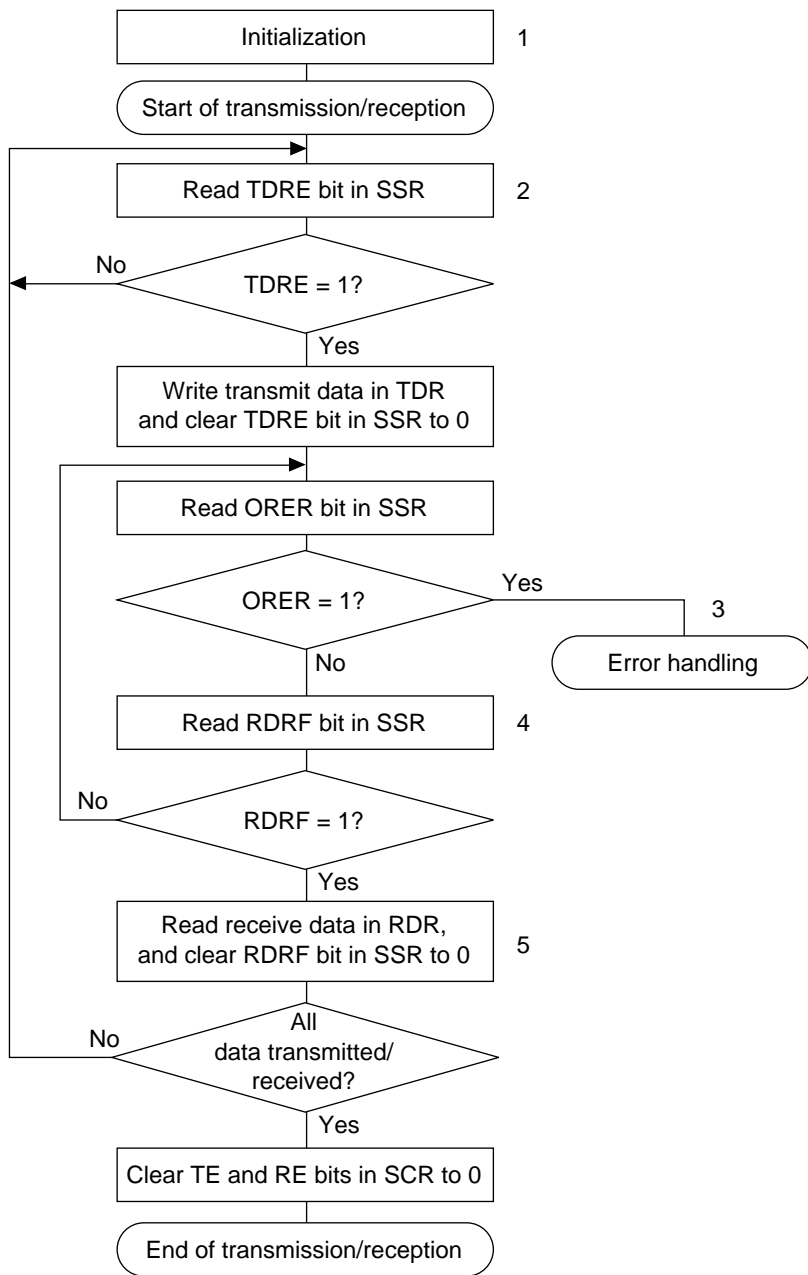 Initialization
1
Start of transmission/reception
Read TDRE bit in SSR
2
No
TDRE = 1?
Yes
Write transmit data in TDR
and clear TDRE bit in SSR to 0
Read ORER bit in SSR
Yes
ORER = 1?
3
No
Error handling
Read RDRF bit in SSR
4
No
RDRF = 1?
Yes
Read receive data in RDR,
and clear RDRF bit in SSR to 0
5
All
No
data transmitted/
received?
Yes
Clear TE and RE bits in SCR to 0
End of transmission/reception